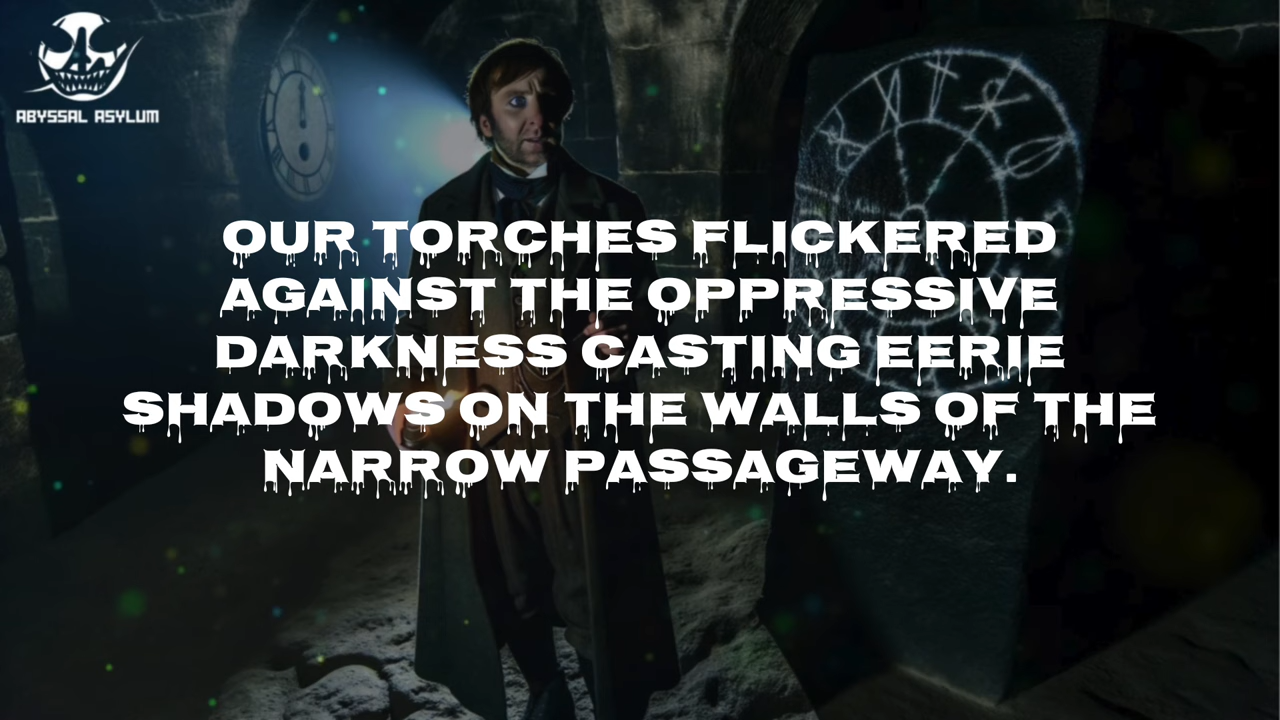 ABYSSAL ASYLUM
OUR TORCHES FLICKERED
AGAINST THE OPPRESSIVE
DARKNESS CASTING EERIE
SHADOWS ON THE WALLS OF THE
NARROW PASSAGEWAY.